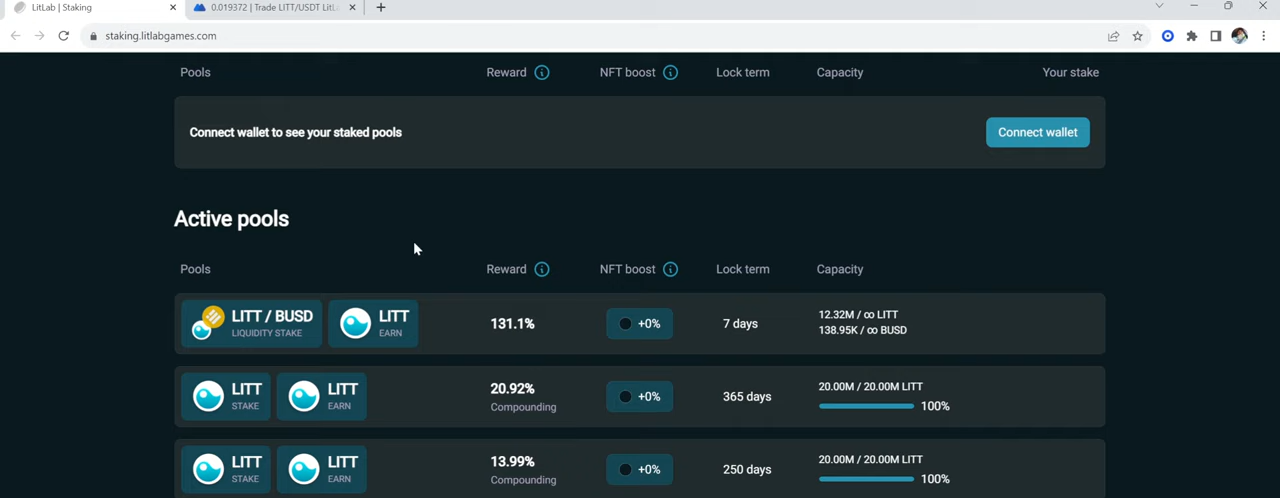 LitLab | Staking
0.019372 | Trade LITT/USDT LitL
staking.litlabgames.com
Pools Reward NFT boost Lock term Capacity Your stake
Connect wallet to see your staked pools Connect wallet
Active pools
Pools Reward NFT boost Lock term Capacity
LITT / BUSD LITT 131.1% +0% 7 days 12.32M / ∞ LITT
LIQUIDITY STAKE EARN 138.95K / ∞ BUSD
LITT LITT 20.92% +0% 365 days 20.00M / 20.00M LITT
STAKE EARN Compounding 100%
LITT LITT 13.99% +0% 250 days 20.00M / 20.00M LITT
STAKE EARN Compounding 100%